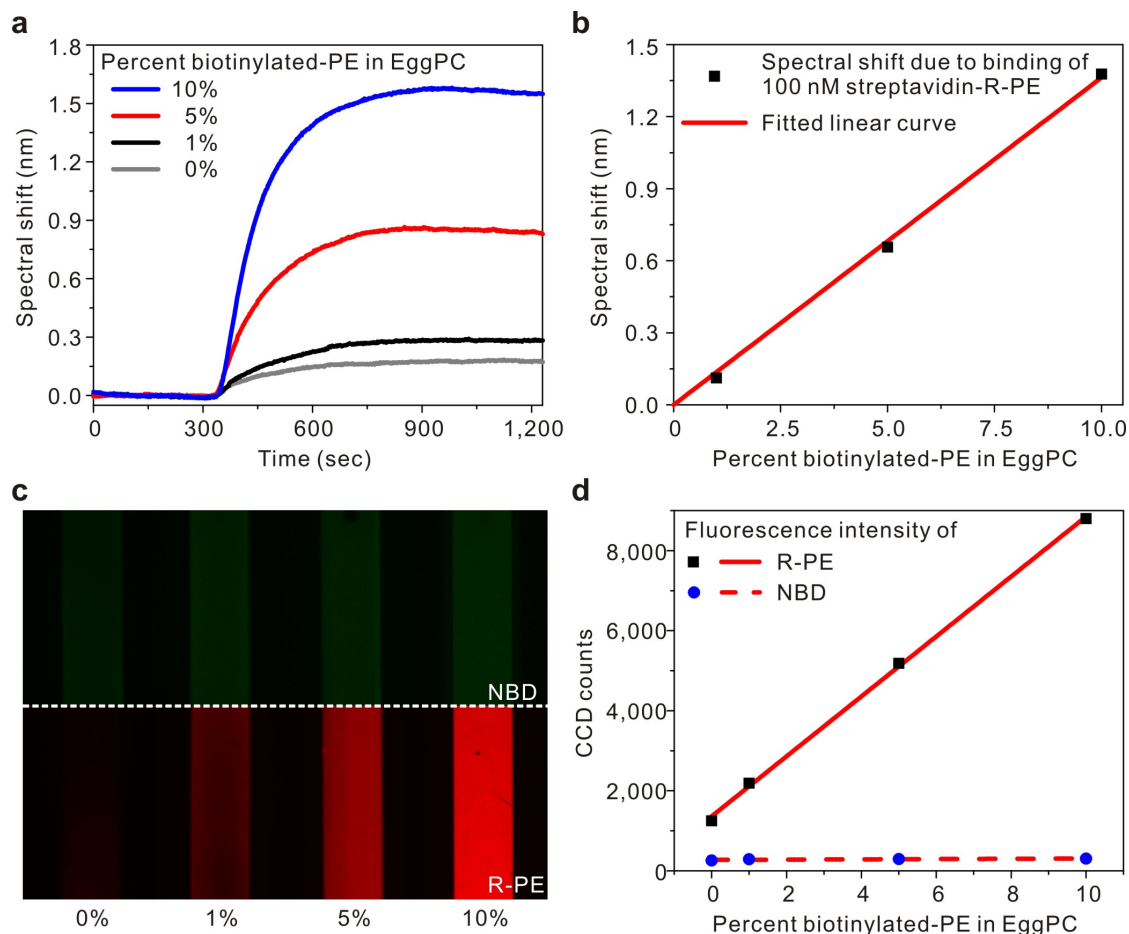 a
1.8
1.5
1.2
0.9
0.6
0.3
0.0
Spectral shift (nm)
Percent biotinylated-PE in EggPC
10%
5%
1%
0%
0
300
600
900
1,200
Time (sec)
b
1.5
1.2
0.9
0.6
0.3
0.0
Spectral shift (nm)
Spectral shift due to binding of
100 nM streptavidin-R-PE
Fitted linear curve
0
2.5
5.0
7.5
10.0
Percent biotinylated-PE in EggPC
c
NBD
R-PE
0%
1%
5%
10%
d
8,000
6,000
4,000
2,000
0
CCD counts
Fluorescence intensity of
R-PE
NBD
0
2
4
6
8
10
Percent biotinylated-PE in EggPC